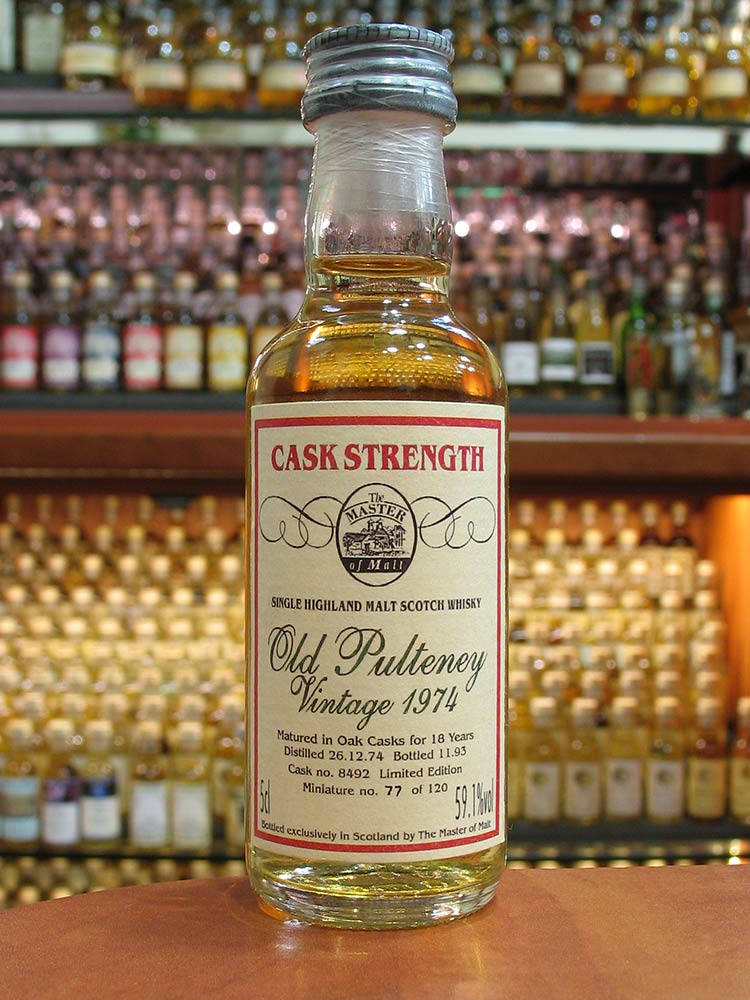 CASK STRENGTH
The
MASTER
of Malt
SINGLE HIGHLAND MALT SCOTCH WHISKY
Old Pulteney
Vintage 1974
Matured in Oak Casks for 18 Years
Distilled 26.12.74 Bottled 11.93
Cask no. 8492 Limited Edition
Miniature no. 77 of 120
5cl 59.1%vol
Bottled exclusively in Scotland by The Master of Malt